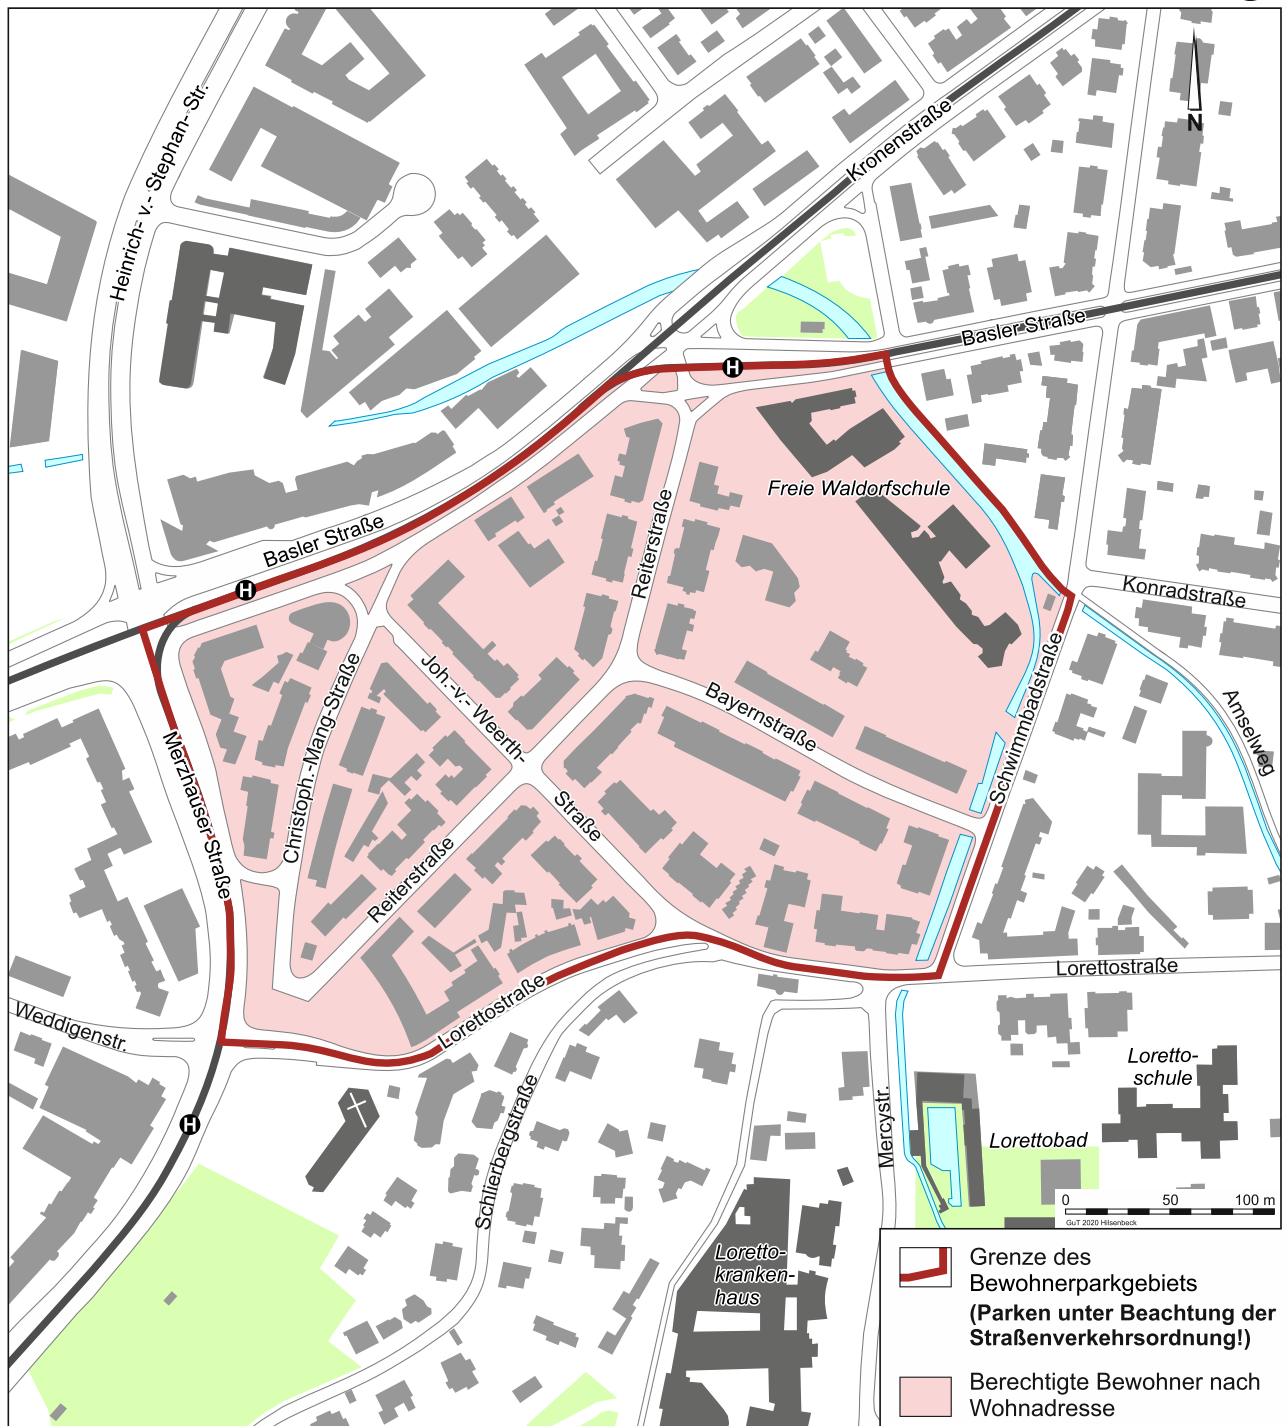 Heinrich- v.- Stephan- Str.
Kronenstraße
N
Basler Straße
H
Freie Waldorfschule
Basler Straße
H
Reiterstraße
Konradstraße
Joh.-v.- Weerth-
Straße
Bayernstraße
Christoph.-Mang-Straße
Merzhauser Straße
Schwimmbadstraße
Amselweg
Reiterstraße
Lorettostraße
Lorettostraße
Weddigenstr.
H
Schlierbergstraße
Mercystr.
Loretto-
schule
Lorettobad
Loretto-
kranken-
haus
0 50 100 m
GuT 2020 Hilsenbeck
Grenze des
Bewohnerparkgebiets
(Parken unter Beachtung der
Straßenverkehrsordnung!)
Berechtigte Bewohner nach
Wohnadresse